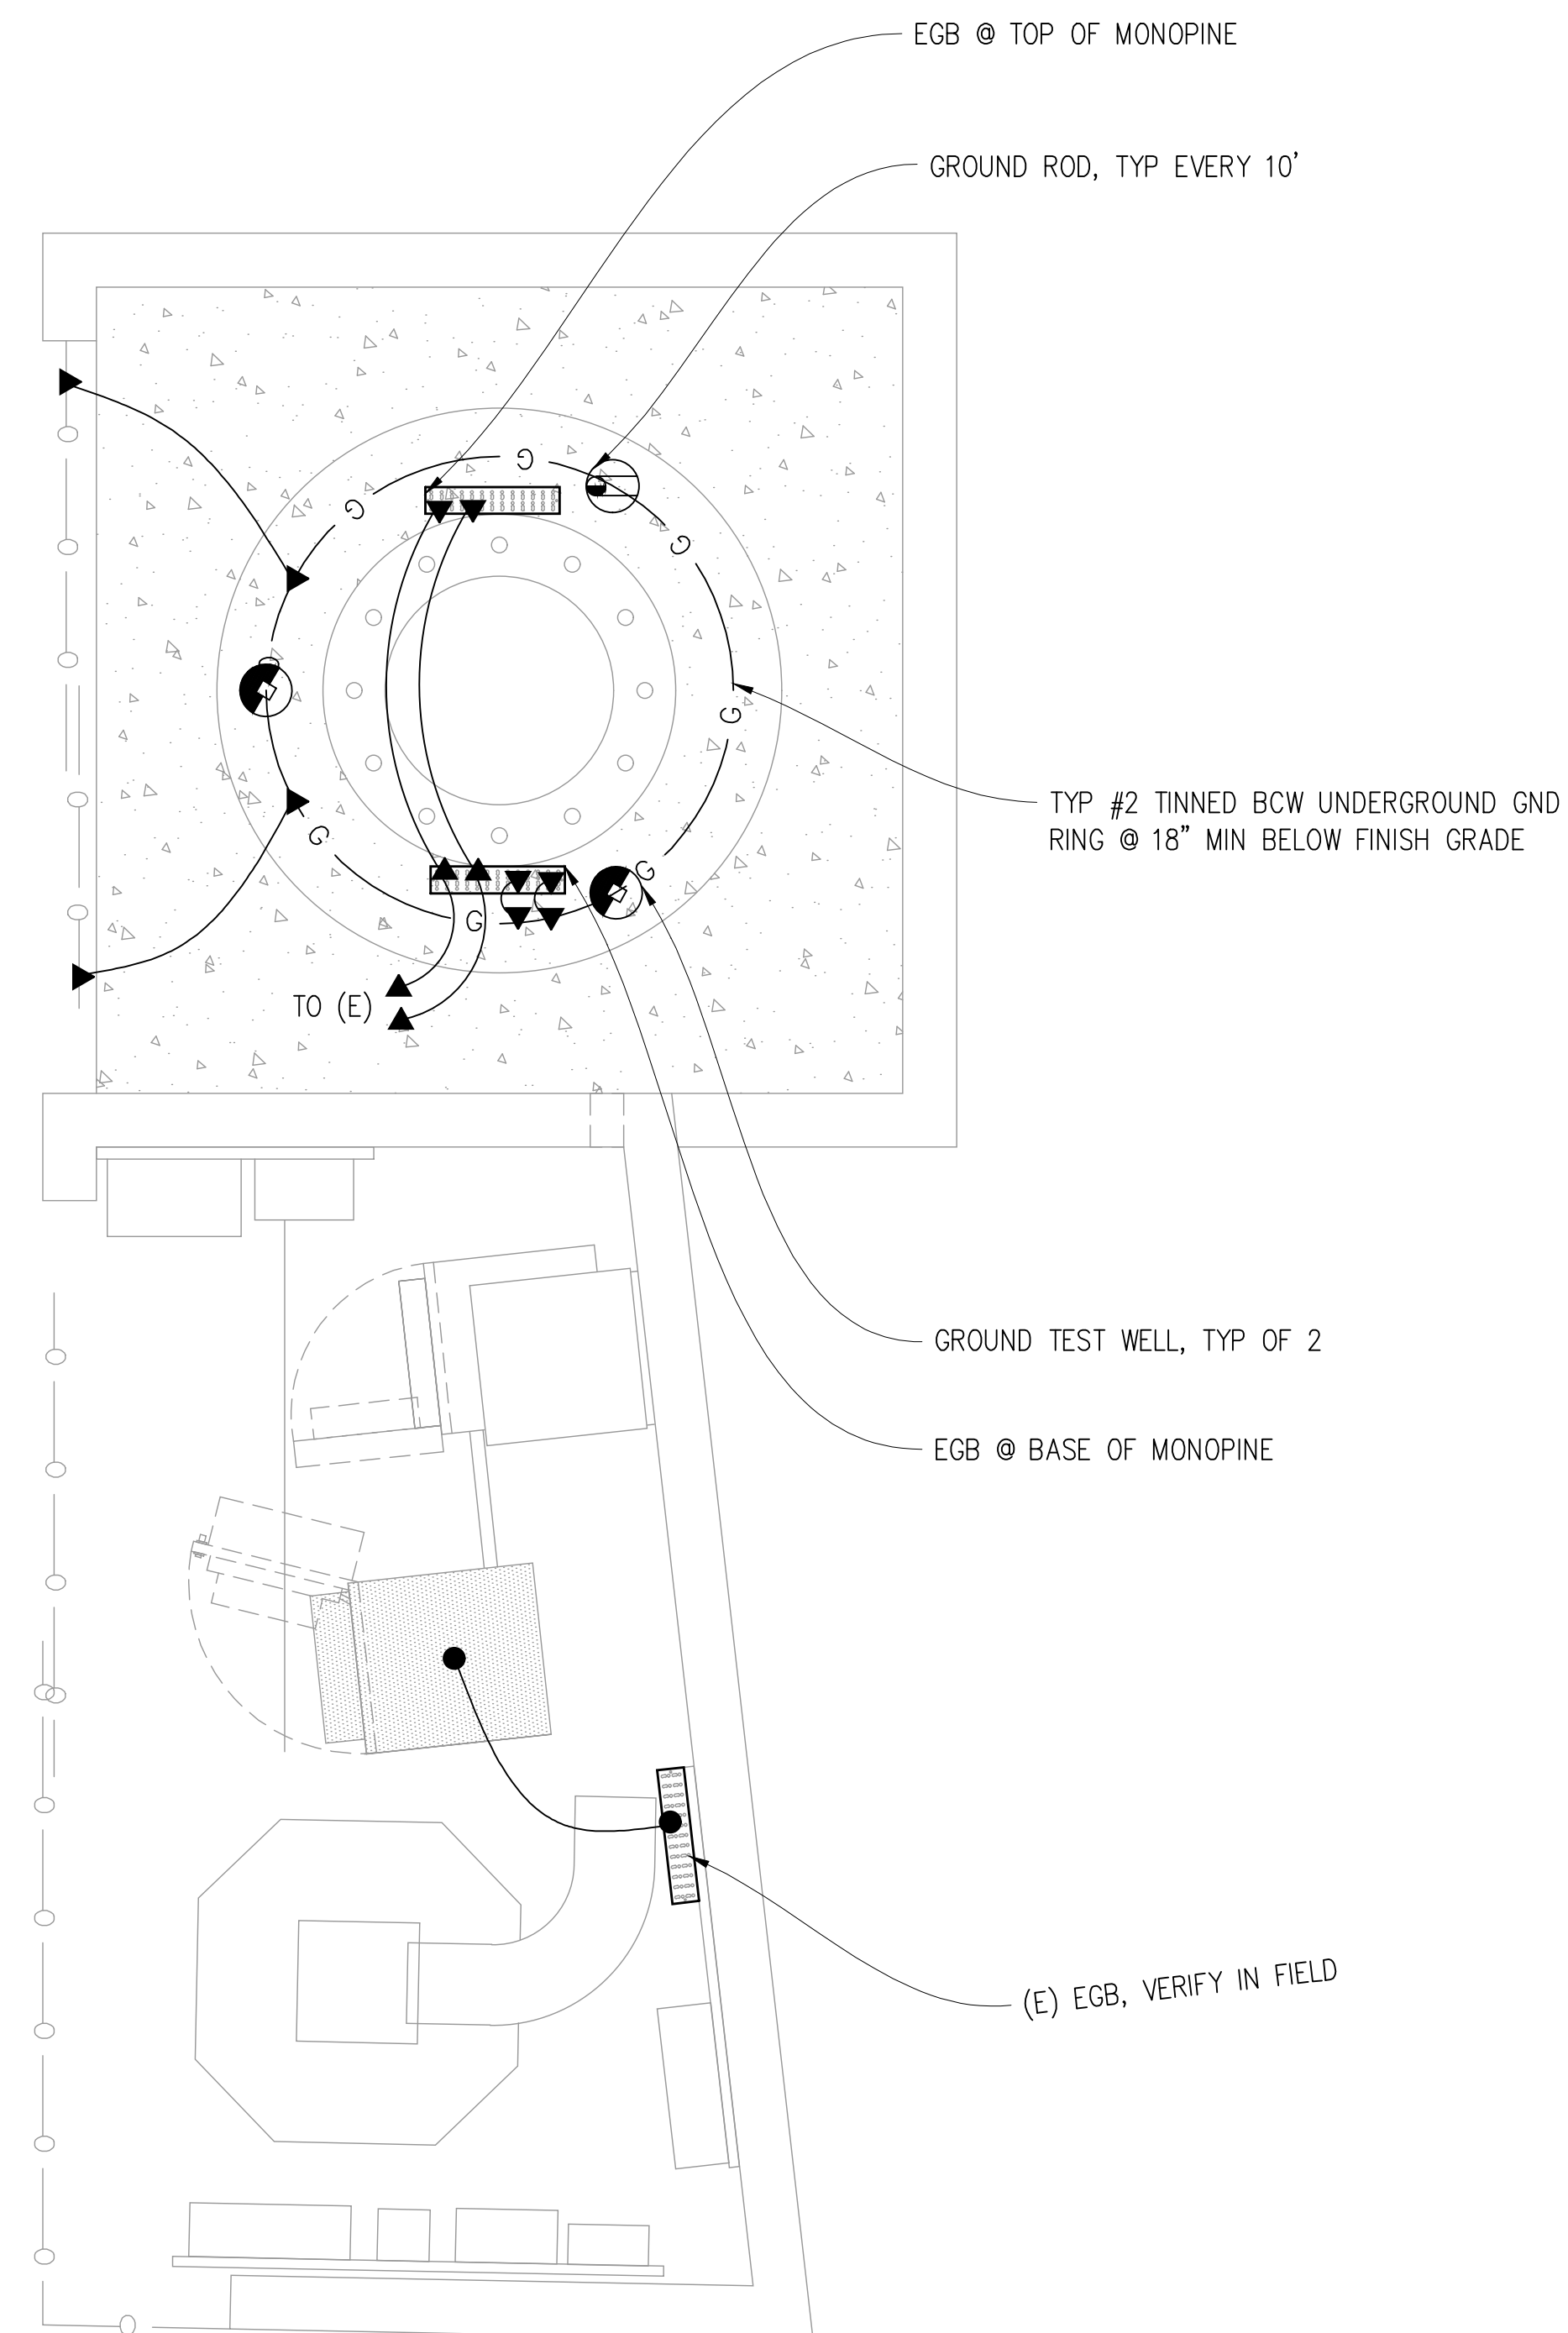 EGB @ TOP OF MONOPINE
GROUND ROD, TYP EVERY 10'
G
G
G
G
TYP #2 TINNED BCW UNDERGROUND GND
RING @ 18" MIN BELOW FINISH GRADE
G
G
G
TO (E)
GROUND TEST WELL, TYP OF 2
EGB @ BASE OF MONOPINE
(E) EGB, VERIFY IN FIELD